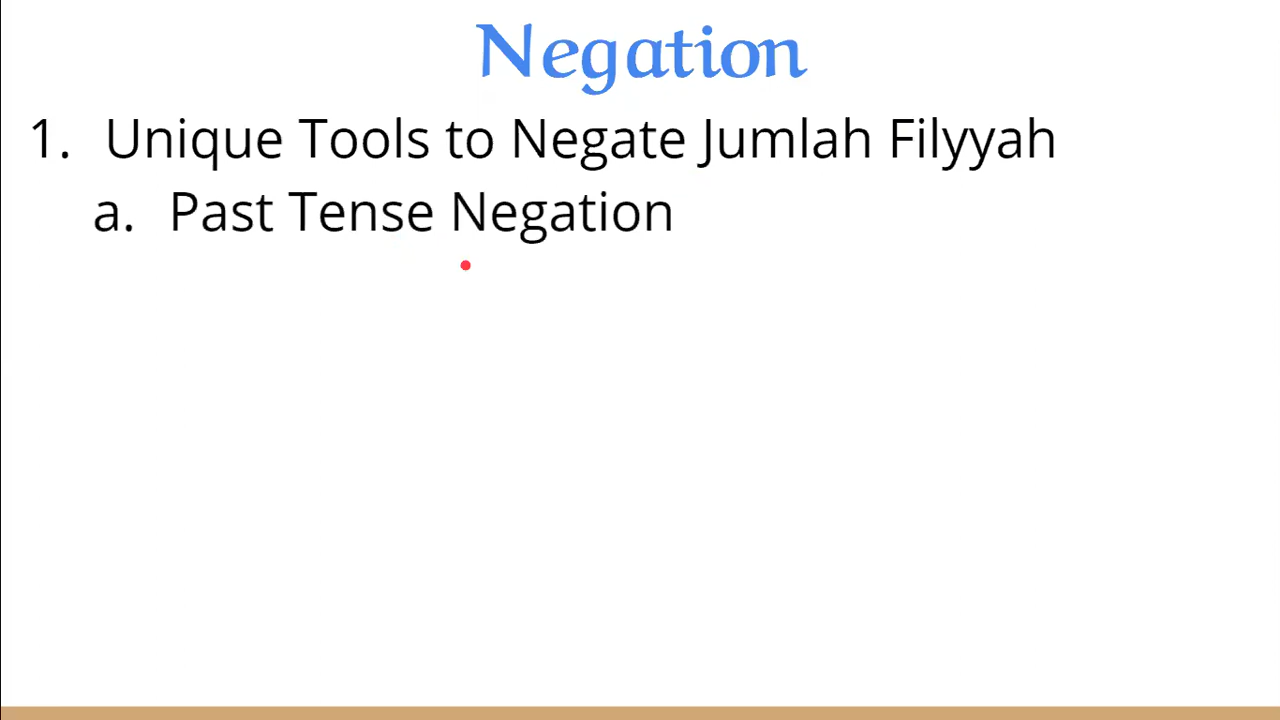 Negation
1. Unique Tools to Negate Jumlah Filyyah
a. Past Tense Negation